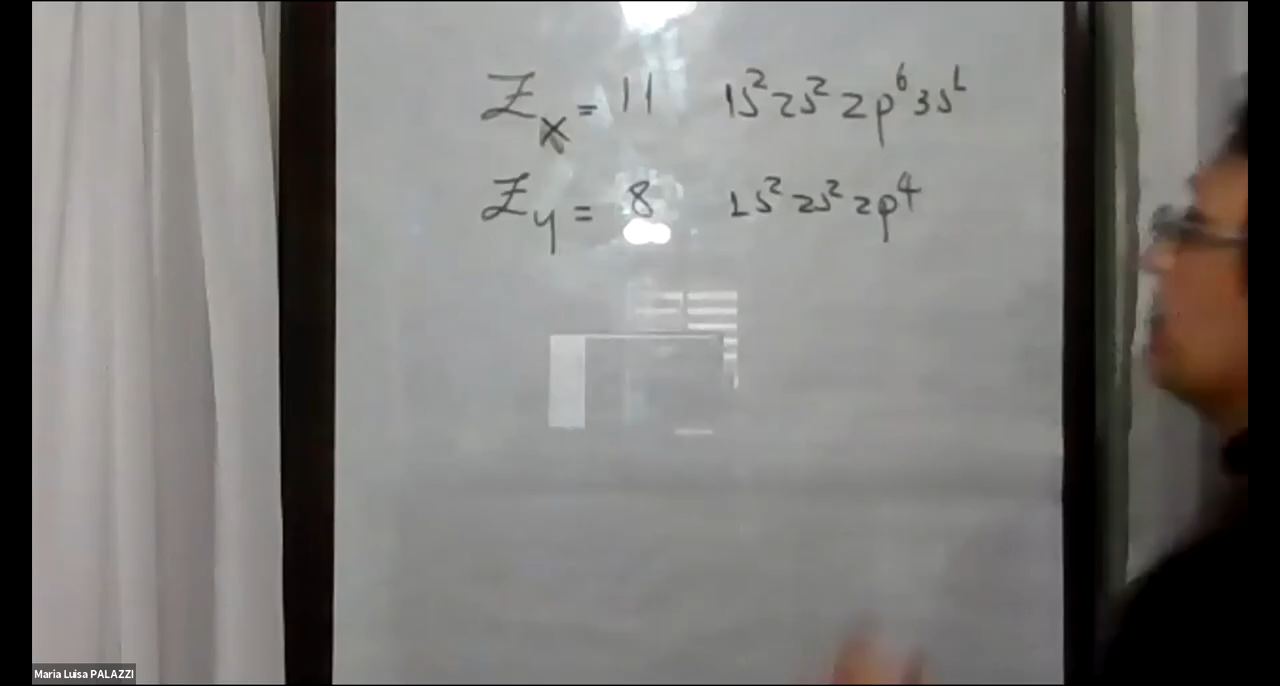 Zₓ = 11 1s² 2s² 2p⁶ 3s¹
Zy = 8 1s² 2s² 2p⁴
Maria Luisa PALAZZI